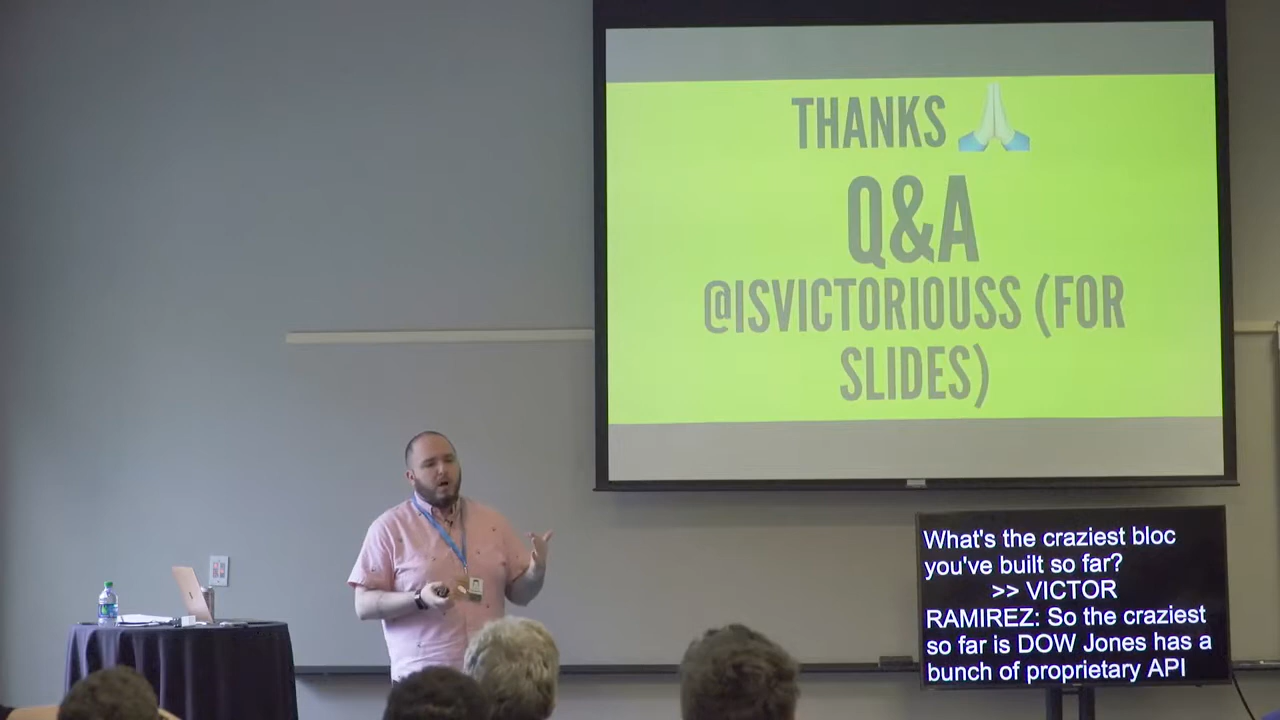 THANKS 🙏
Q&A
@ISVICTORIOUSS (FOR
SLIDES)
What's the craziest bloc
you've built so far?
>> VICTOR
RAMIREZ: So the craziest
so far is DOW Jones has a
bunch of proprietary API